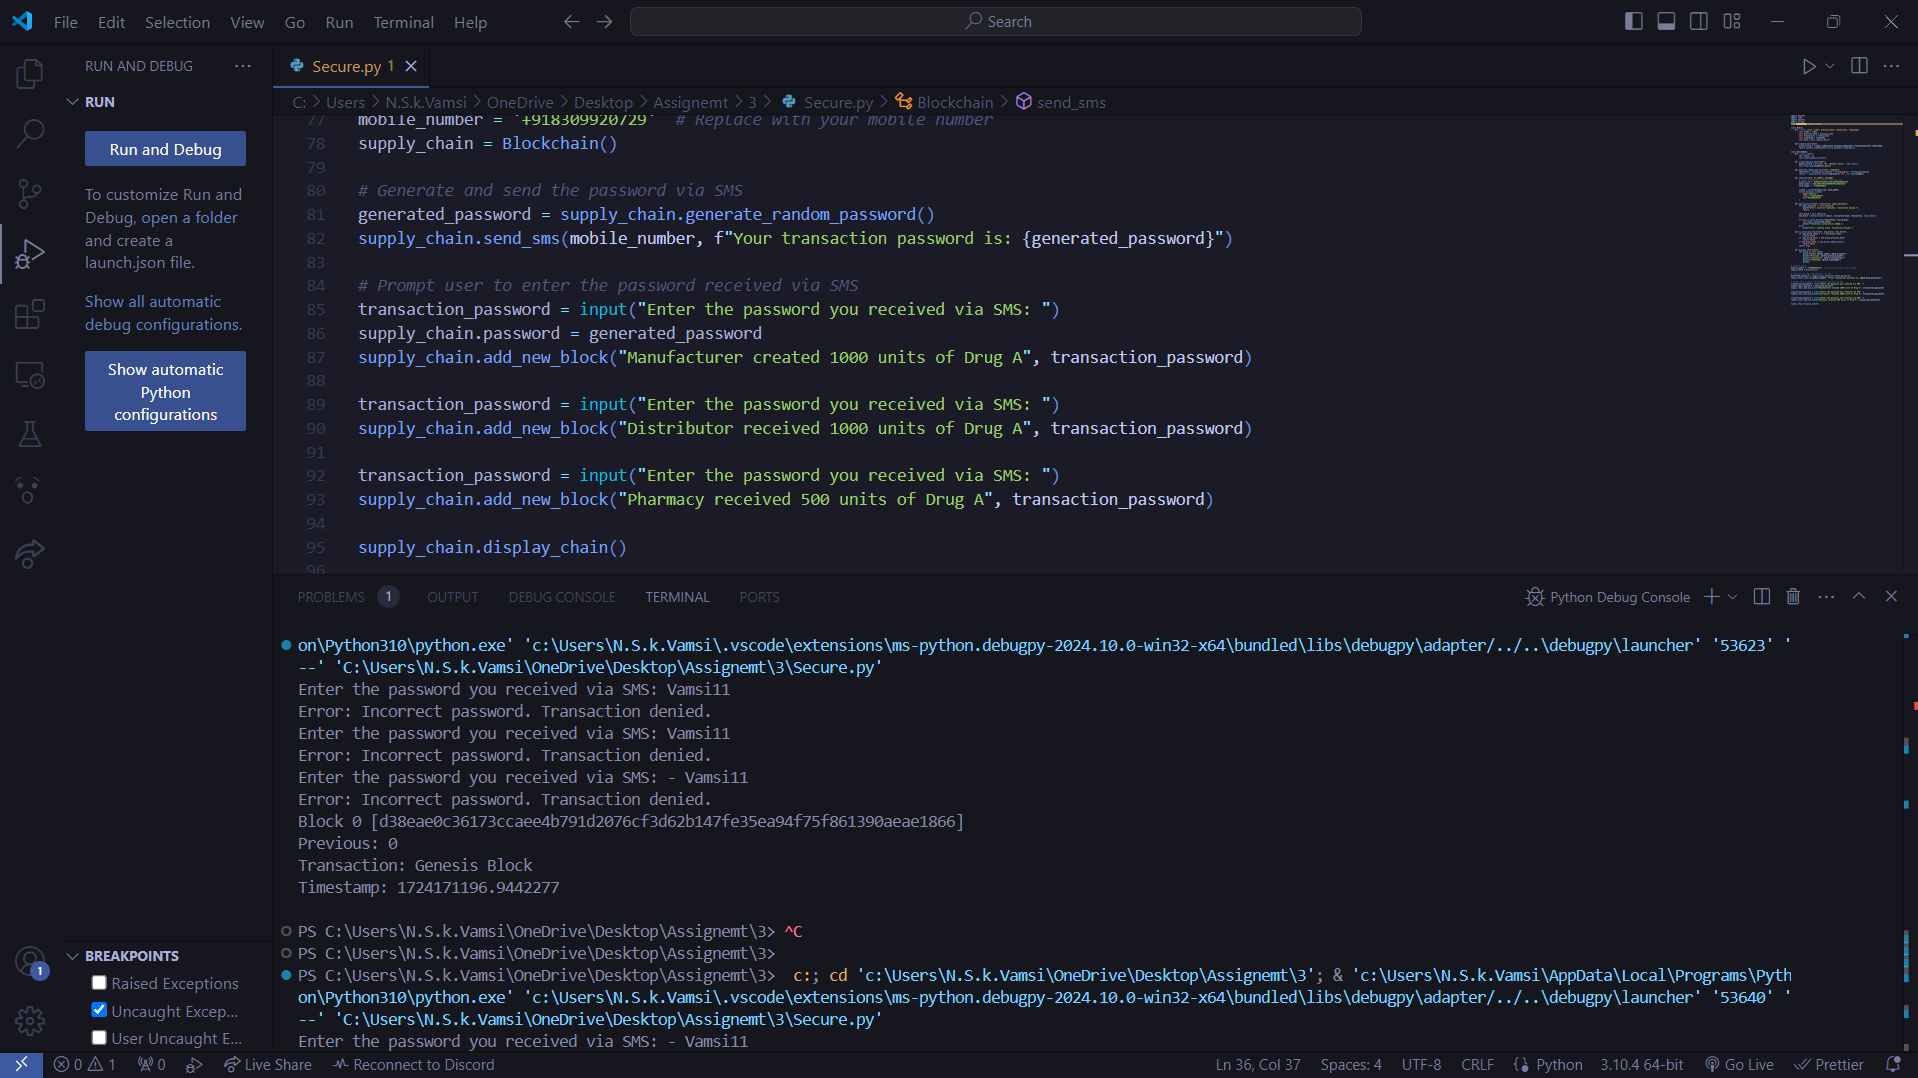 File Edit Selection View Go Run Terminal Help
Search
RUN AND DEBUG ...
RUN
Run and Debug
To customize Run and
Debug, open a folder
and create a
launch.json file.
Show all automatic
debug configurations.
Show automatic
Python
configurations
BREAKPOINTS
Raised Exceptions
Uncaught Excep...
User Uncaught E...
Secure.py 1
C: > Users > N.S.k.Vamsi > OneDrive > Desktop > Assignemt > 3 > Secure.py > Blockchain > send_sms
77 mobile_number = '+918309920729' # Replace with your mobile number
78 supply_chain = Blockchain()
79
80 # Generate and send the password via SMS
81 generated_password = supply_chain.generate_random_password()
82 supply_chain.send_sms(mobile_number, f"Your transaction password is: {generated_password}")
83
84 # Prompt user to enter the password received via SMS
85 transaction_password = input("Enter the password you received via SMS: ")
86 supply_chain.password = generated_password
87 supply_chain.add_new_block("Manufacturer created 1000 units of Drug A", transaction_password)
88
89 transaction_password = input("Enter the password you received via SMS: ")
90 supply_chain.add_new_block("Distributor received 1000 units of Drug A", transaction_password)
91
92 transaction_password = input("Enter the password you received via SMS: ")
93 supply_chain.add_new_block("Pharmacy received 500 units of Drug A", transaction_password)
94
95 supply_chain.display_chain()
96
PROBLEMS 1 OUTPUT DEBUG CONSOLE TERMINAL PORTS
Python Debug Console
on\Python310\python.exe' 'c:\Users\N.S.k.Vamsi\.vscode\extensions\ms-python.debugpy-2024.10.0-win32-x64\bundled\libs\debugpy\adapter/../..\debugpy\launcher' '53623' '
--' 'C:\Users\N.S.k.Vamsi\OneDrive\Desktop\Assignemt\3\Secure.py'
Enter the password you received via SMS: Vamsi11
Error: Incorrect password. Transaction denied.
Enter the password you received via SMS: Vamsi11
Error: Incorrect password. Transaction denied.
Enter the password you received via SMS: - Vamsi11
Error: Incorrect password. Transaction denied.
Block 0 [d38eae0c36173ccaee4b791d2076cf3d62b147fe35ea94f75f861390aeae1866]
Previous: 0
Transaction: Genesis Block
Timestamp: 1724171196.9442277
PS C:\Users\N.S.k.Vamsi\OneDrive\Desktop\Assignemt\3> ^C
PS C:\Users\N.S.k.Vamsi\OneDrive\Desktop\Assignemt\3>
PS C:\Users\N.S.k.Vamsi\OneDrive\Desktop\Assignemt\3> c:; cd 'c:\Users\N.S.k.Vamsi\OneDrive\Desktop\Assignemt\3'; & 'c:\Users\N.S.k.Vamsi\AppData\Local\Programs\Pyth
on\Python310\python.exe' 'c:\Users\N.S.k.Vamsi\.vscode\extensions\ms-python.debugpy-2024.10.0-win32-x64\bundled\libs\debugpy\adapter/../..\debugpy\launcher' '53640' '
--' 'C:\Users\N.S.k.Vamsi\OneDrive\Desktop\Assignemt\3\Secure.py'
Enter the password you received via SMS: - Vamsi11
1
0 1 0 Live Share Reconnect to Discord Ln 36, Col 37 Spaces: 4 UTF-8 CRLF Python 3.10.4 64-bit Go Live Prettier